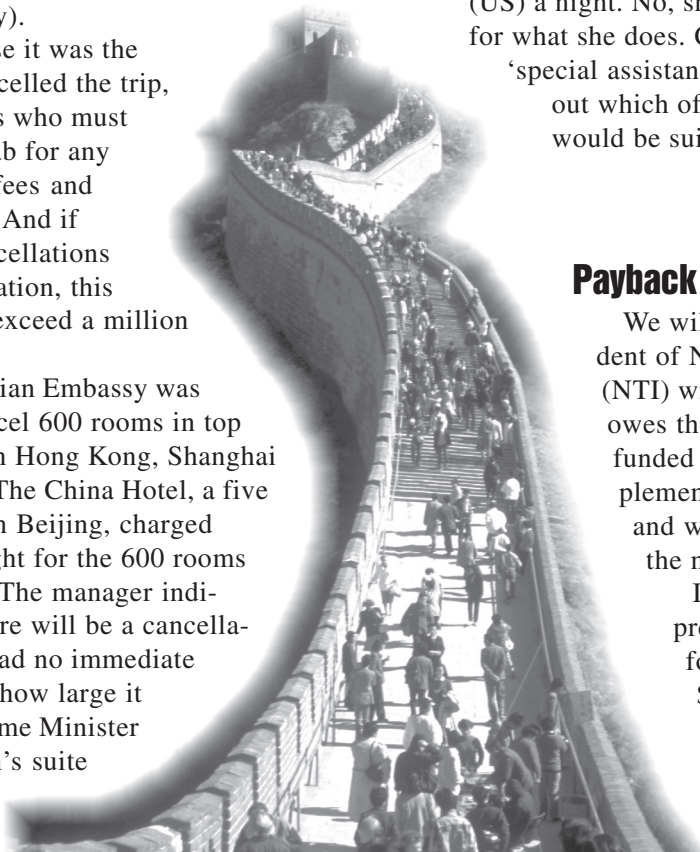 y).
se it was the
celled the trip,
s who must
ab for any
fees and
And if
cellations
ation, this
exceed a million
ian Embassy was
cel 600 rooms in top
n Hong Kong, Shanghai
The China Hotel, a five
n Beijing, charged
ght for the 600 rooms
The manager indi-
re will be a cancella-
ad no immediate
how large it
me Minister
n's suite
(US) a night. No, sh
for what she does. C
‘special assistan
out which of
would be sui
Payback
We wil
dent of N
(NTI) w
owes th
funded
plemen
and w
the n
I
pro
fo
S